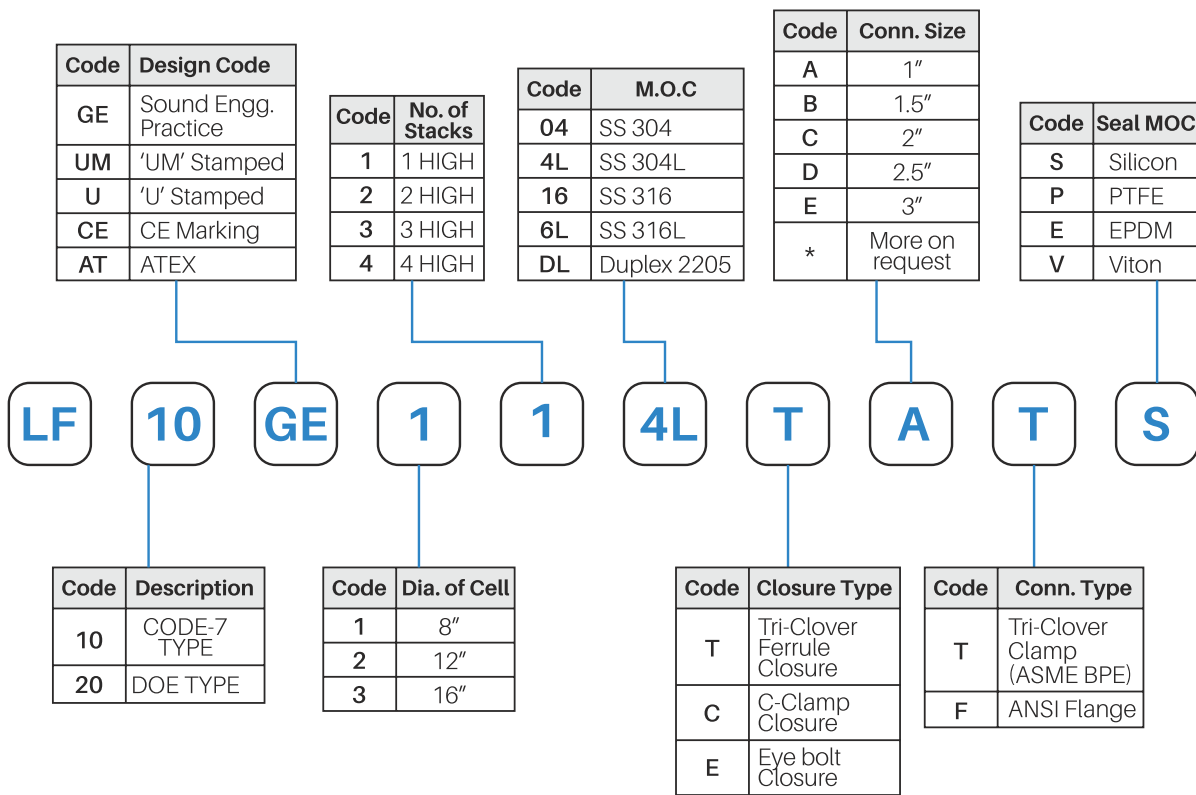 Code Design Code
GE Sound Engg.
Practice
UM ‘UM’ Stamped
U ‘U’ Stamped
CE CE Marking
AT ATEX
Code No. of
Stacks
1 1 HIGH
2 2 HIGH
3 3 HIGH
4 4 HIGH
Code M.O.C
04 SS 304
4L SS 304L
16 SS 316
6L SS 316L
DL Duplex 2205
Code Conn. Size
A 1”
B 1.5”
C 2”
D 2.5”
E 3”
* More on
request
Code Seal MOC
S Silicon
P PTFE
E EPDM
V Viton
LF 10 GE 1 1 4L T A T S
Code Description
10 CODE-7
TYPE
20 DOE TYPE
Code Dia. of Cell
1 8”
2 12”
3 16”
Code Closure Type
T Tri-Clover
Ferrule
Closure
C C-Clamp
Closure
E Eye bolt
Closure
Code Conn. Type
T Tri-Clover
Clamp
(ASME BPE)
F ANSI Flange